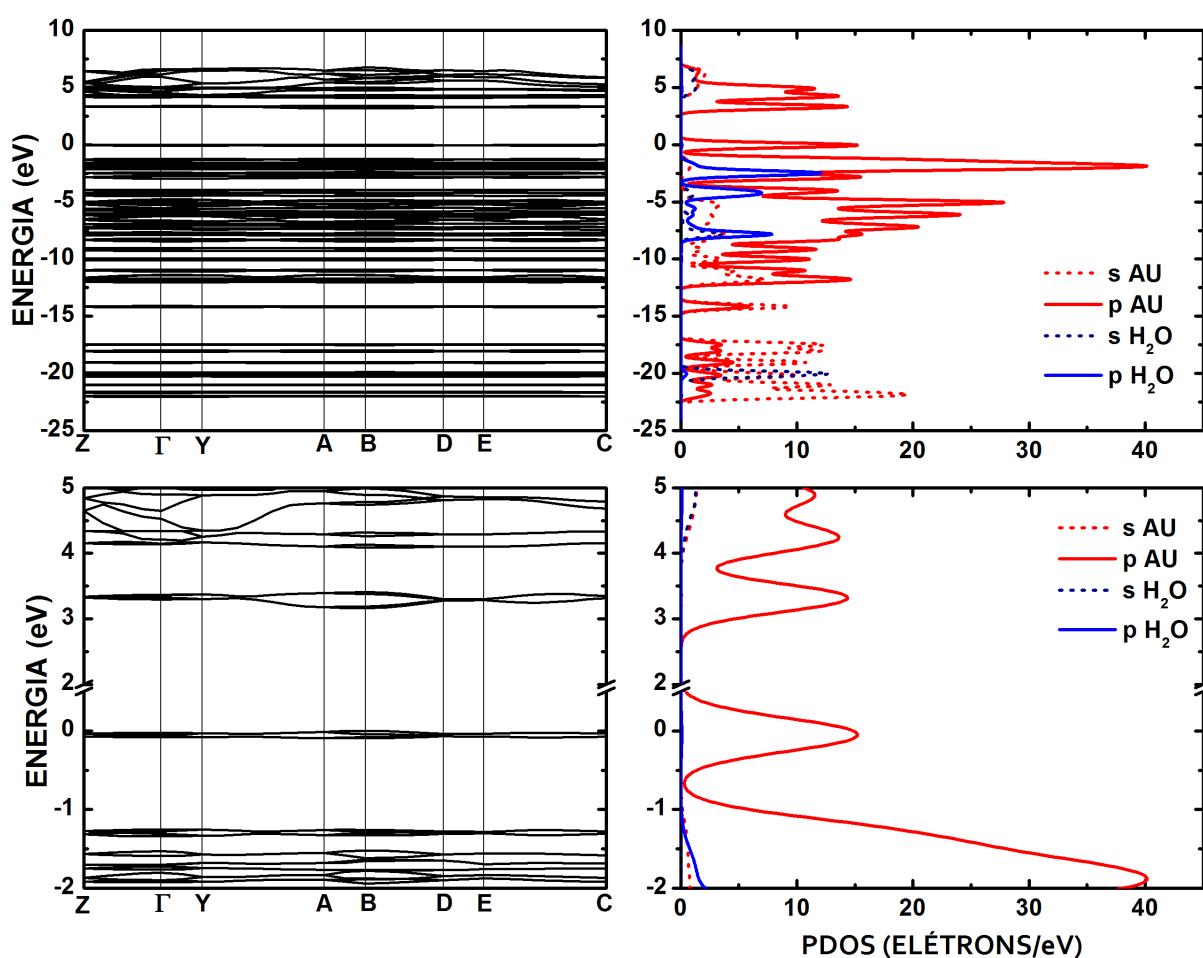 10
5
0
-5
-10
-15
-20
-25
ENERGIA (eV)
Z Γ Y A B D E C
10
5
0
-5
-10
-15
-20
-25
0 10 20 30 40
s AU
p AU
s H₂O
p H₂O
5
4
3
2
0
-1
-2
ENERGIA (eV)
Z Γ Y A B D E C
5
4
3
2
0
-1
-2
0 10 20 30 40
s AU
p AU
s H₂O
p H₂O
PDOS (ELÉTRONS/eV)